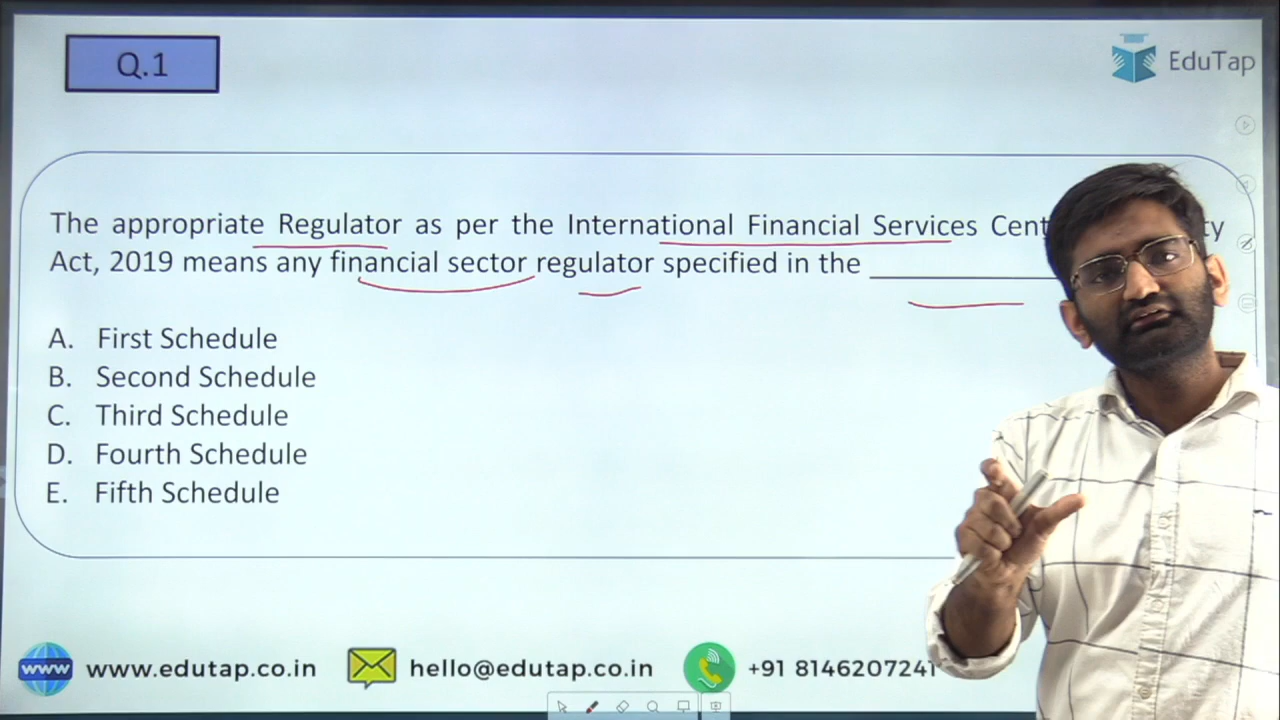 Q.1
EduTap
The appropriate Regulator as per the International Financial Services Cent ty
Act, 2019 means any financial sector regulator specified in the ____________
A. First Schedule
B. Second Schedule
C. Third Schedule
D. Fourth Schedule
E. Fifth Schedule
www www.edutap.co.in hello@edutap.co.in +91 8146207241